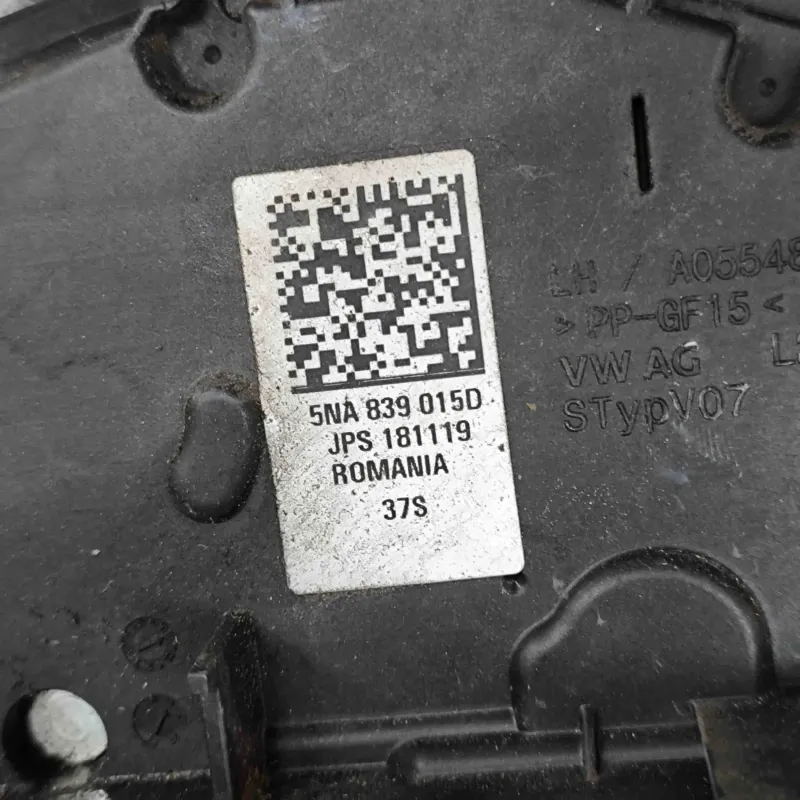 5NA 839 015D
JPS 181119
ROMANIA
37S
LH / A05548
>PP-GF15<
VW AG
STypV07